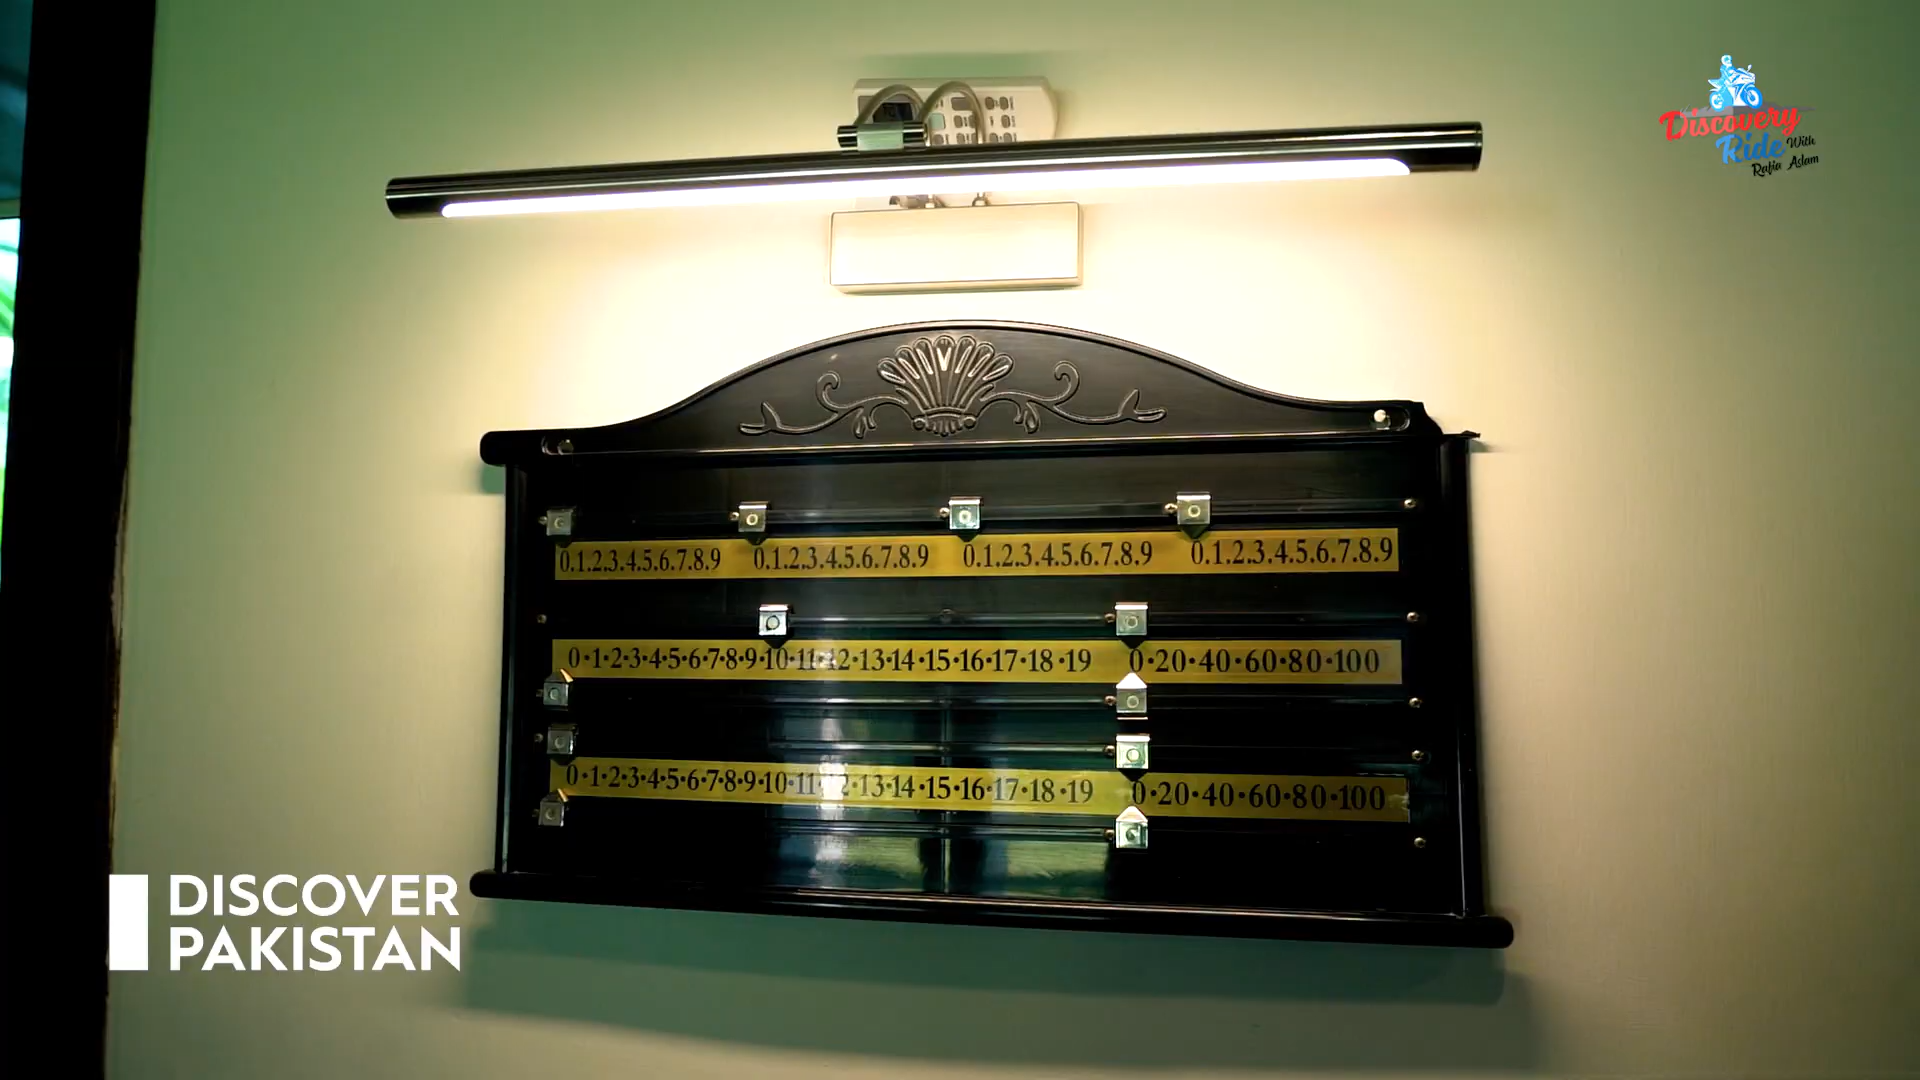 Discovery
Ride With
Rafia Aslam
0.1.2.3.4.5.6.7.8.9 0.1.2.3.4.5.6.7.8.9 0.1.2.3.4.5.6.7.8.9 0.1.2.3.4.5.6.7.8.9
0·1·2·3·4·5·6·7·8·9·10·11·12·13·14·15·16·17·18·19 0·20·40·60·80·100
0·1·2·3·4·5·6·7·8·9·10·11·12·13·14·15·16·17·18·19 0·20·40·60·80·100
DISCOVER
PAKISTAN